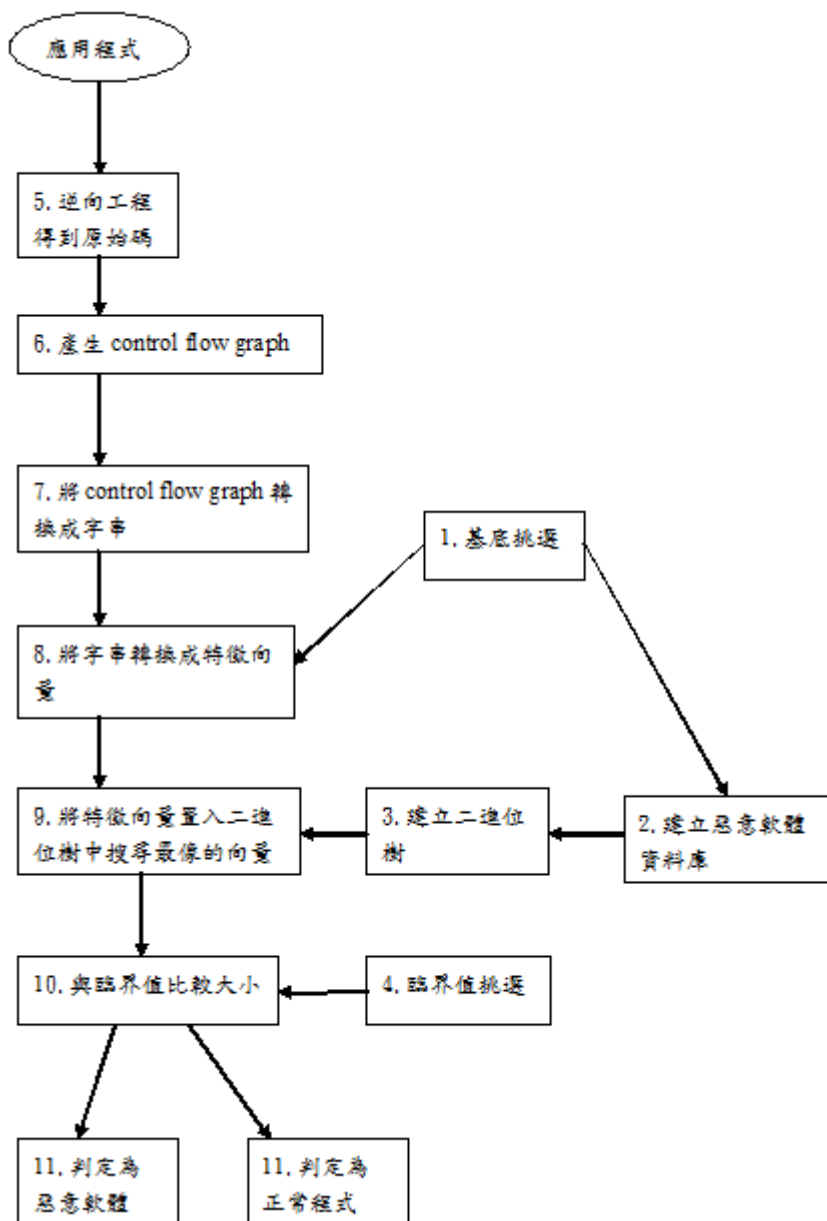 應用程式
5. 逆向工程
得到原始碼
6. 產生 control flow graph
7. 將 control flow graph 轉
換成字串
1. 基底挑選
8. 將字串轉換成特徵向
量
9. 將特徵向量置入二進
位樹中搜尋最像的向量
3. 建立二進位
樹
2. 建立惡意軟體
資料庫
10. 與臨界值比較大小
4. 臨界值挑選
11. 判定為
惡意軟體
11. 判定為
正常程式